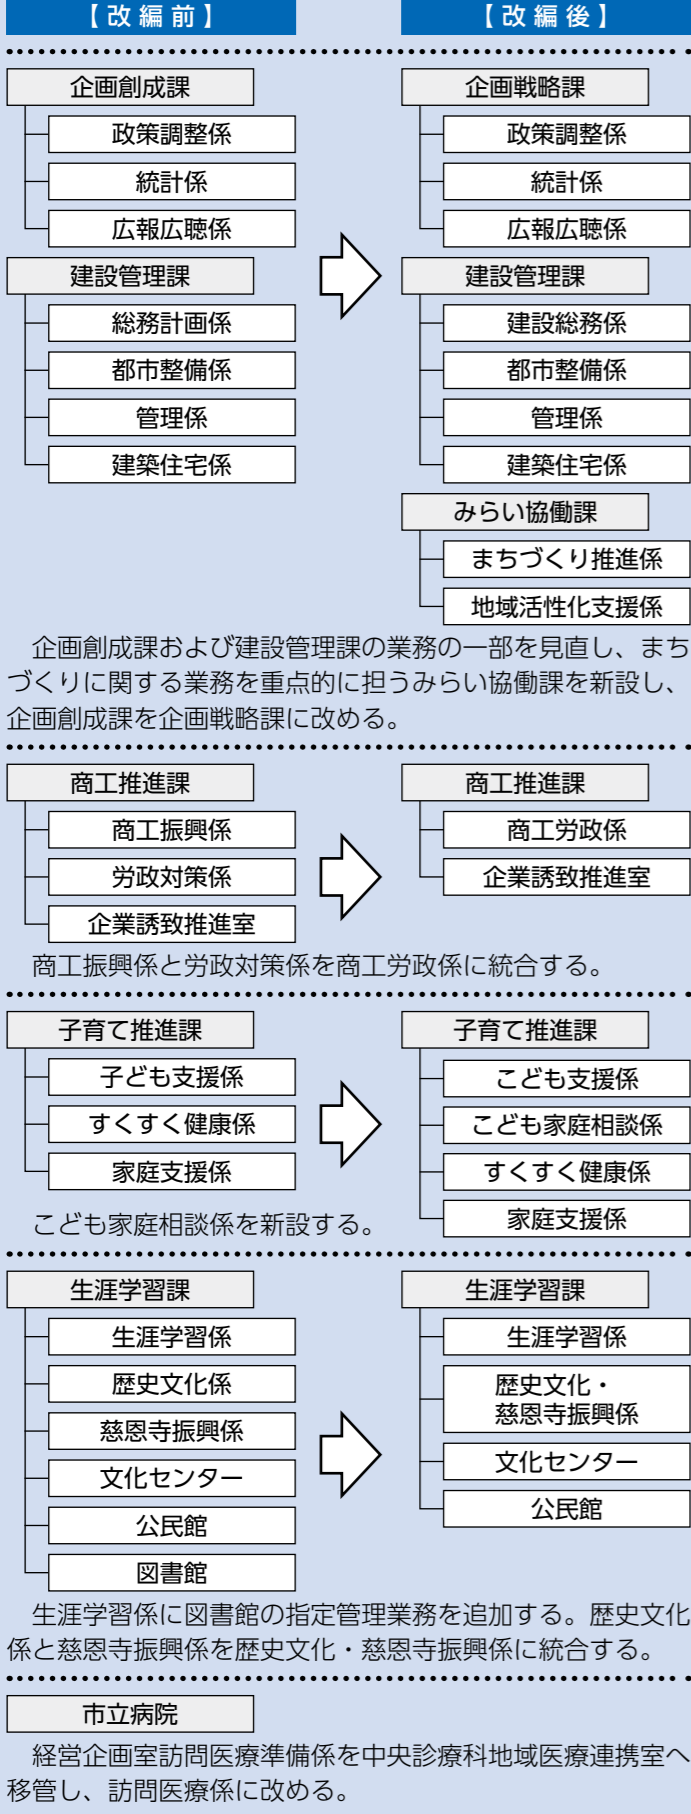 【改編前】 【改編後】
企画創成課
政策調整係
統計係
広報広聴係
建設管理課
総務計画係
都市整備係
管理係
建築住宅係
企画戦略課
政策調整係
統計係
広報広聴係
建設管理課
建設総務係
都市整備係
管理係
建築住宅係
みらい協働課
まちづくり推進係
地域活性化支援係
企画創成課および建設管理課の業務の一部を見直し、まち
づくりに関する業務を重点的に担うみらい協働課を新設し、
企画創成課を企画戦略課に改める。
商工推進課
商工振興係
労政対策係
企業誘致推進室
商工推進課
商工労政係
企業誘致推進室
商工振興係と労政対策係を商工労政係に統合する。
子育て推進課
子ども支援係
すくすく健康係
家庭支援係
子育て推進課
こども支援係
こども家庭相談係
すくすく健康係
家庭支援係
こども家庭相談係を新設する。
生涯学習課
生涯学習係
歴史文化係
慈恩寺振興係
文化センター
公民館
図書館
生涯学習課
生涯学習係
歴史文化・
慈恩寺振興係
文化センター
公民館
生涯学習係に図書館の指定管理業務を追加する。歴史文化
係と慈恩寺振興係を歴史文化・慈恩寺振興係に統合する。
市立病院
経営企画室訪問医療準備係を中央診療科地域医療連携室へ
移管し、訪問医療係に改める。